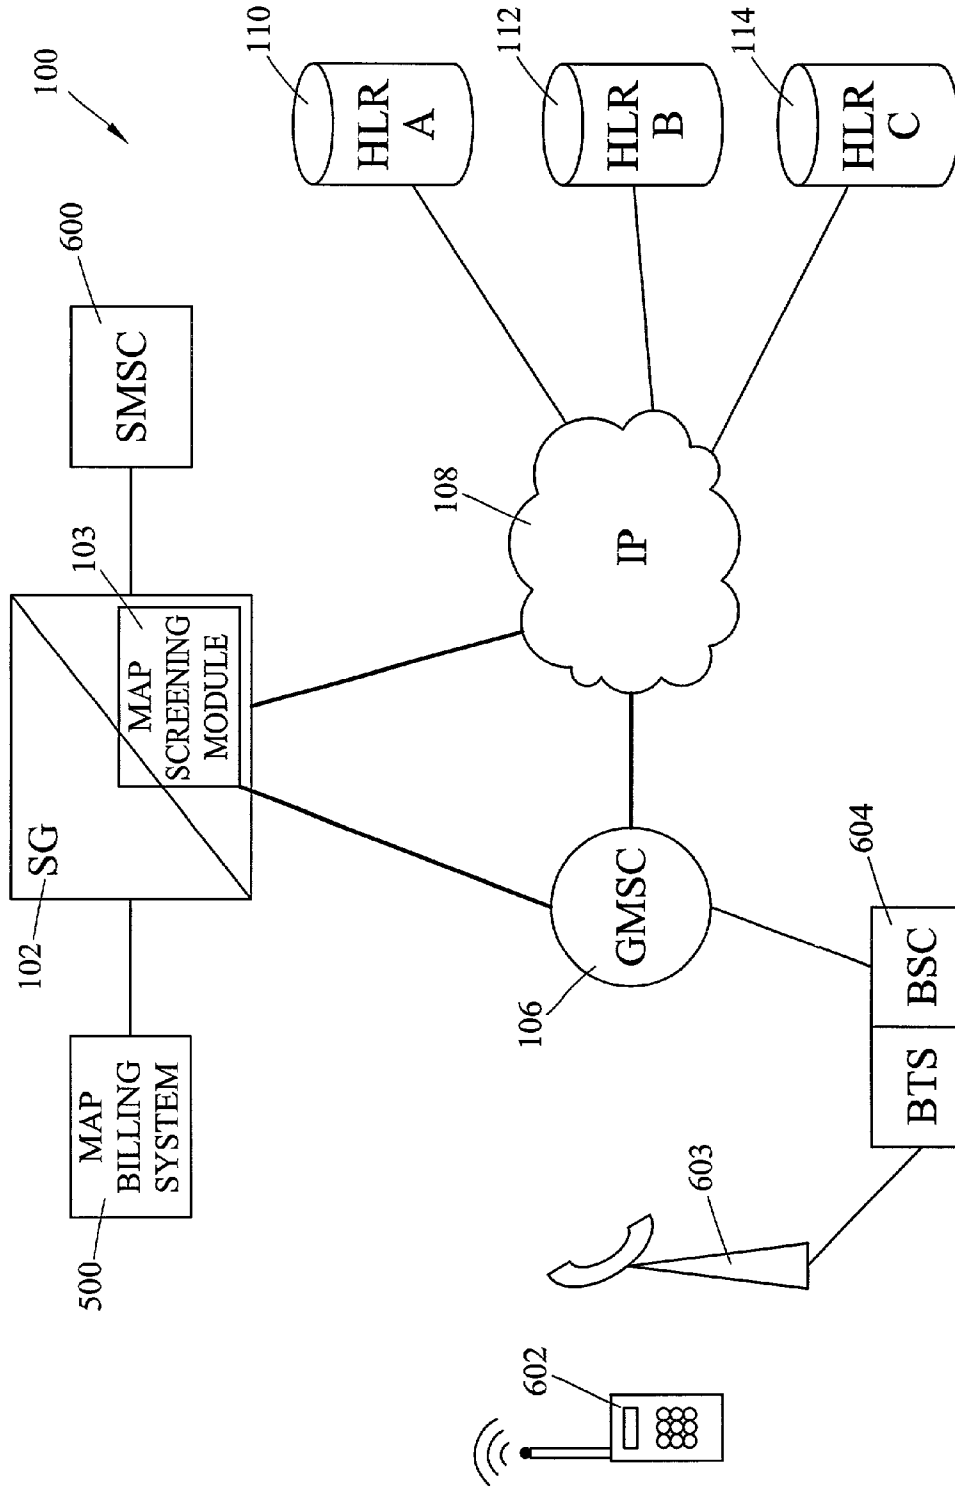 100
600
SMSC
103
MAP
SCREENING
MODULE
SG
102
MAP
BILLING
SYSTEM
500
110
HLR
A
112
HLR
B
114
HLR
C
108
IP
GMSC
106
604
BTS
BSC
603
602